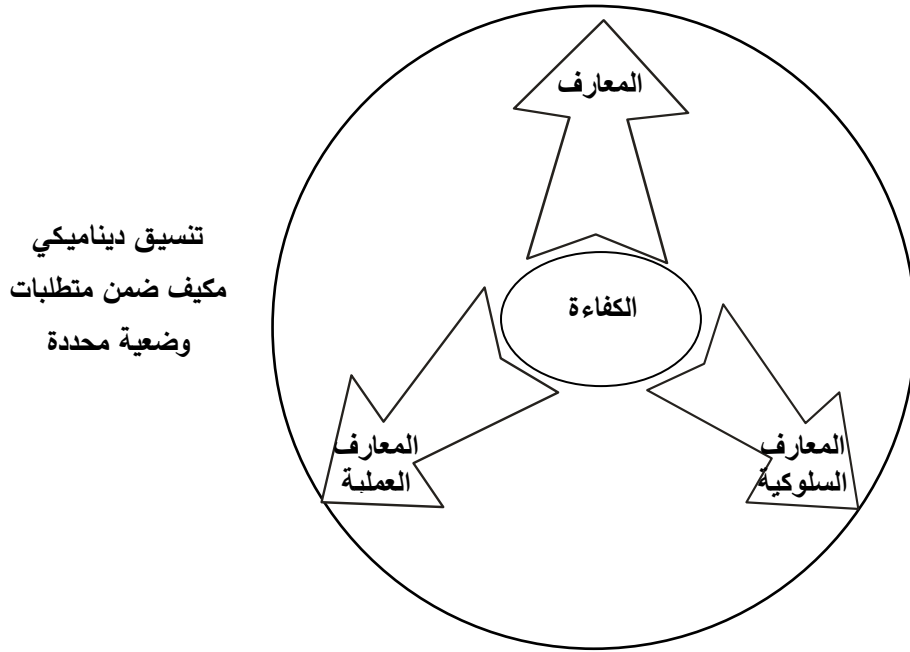 المعارف
تنسيق ديناميكي
مكيف ضمن متطلبات
وضعية محددة
الكفاءة
المعارف
السلوكية
المعارف
العملية